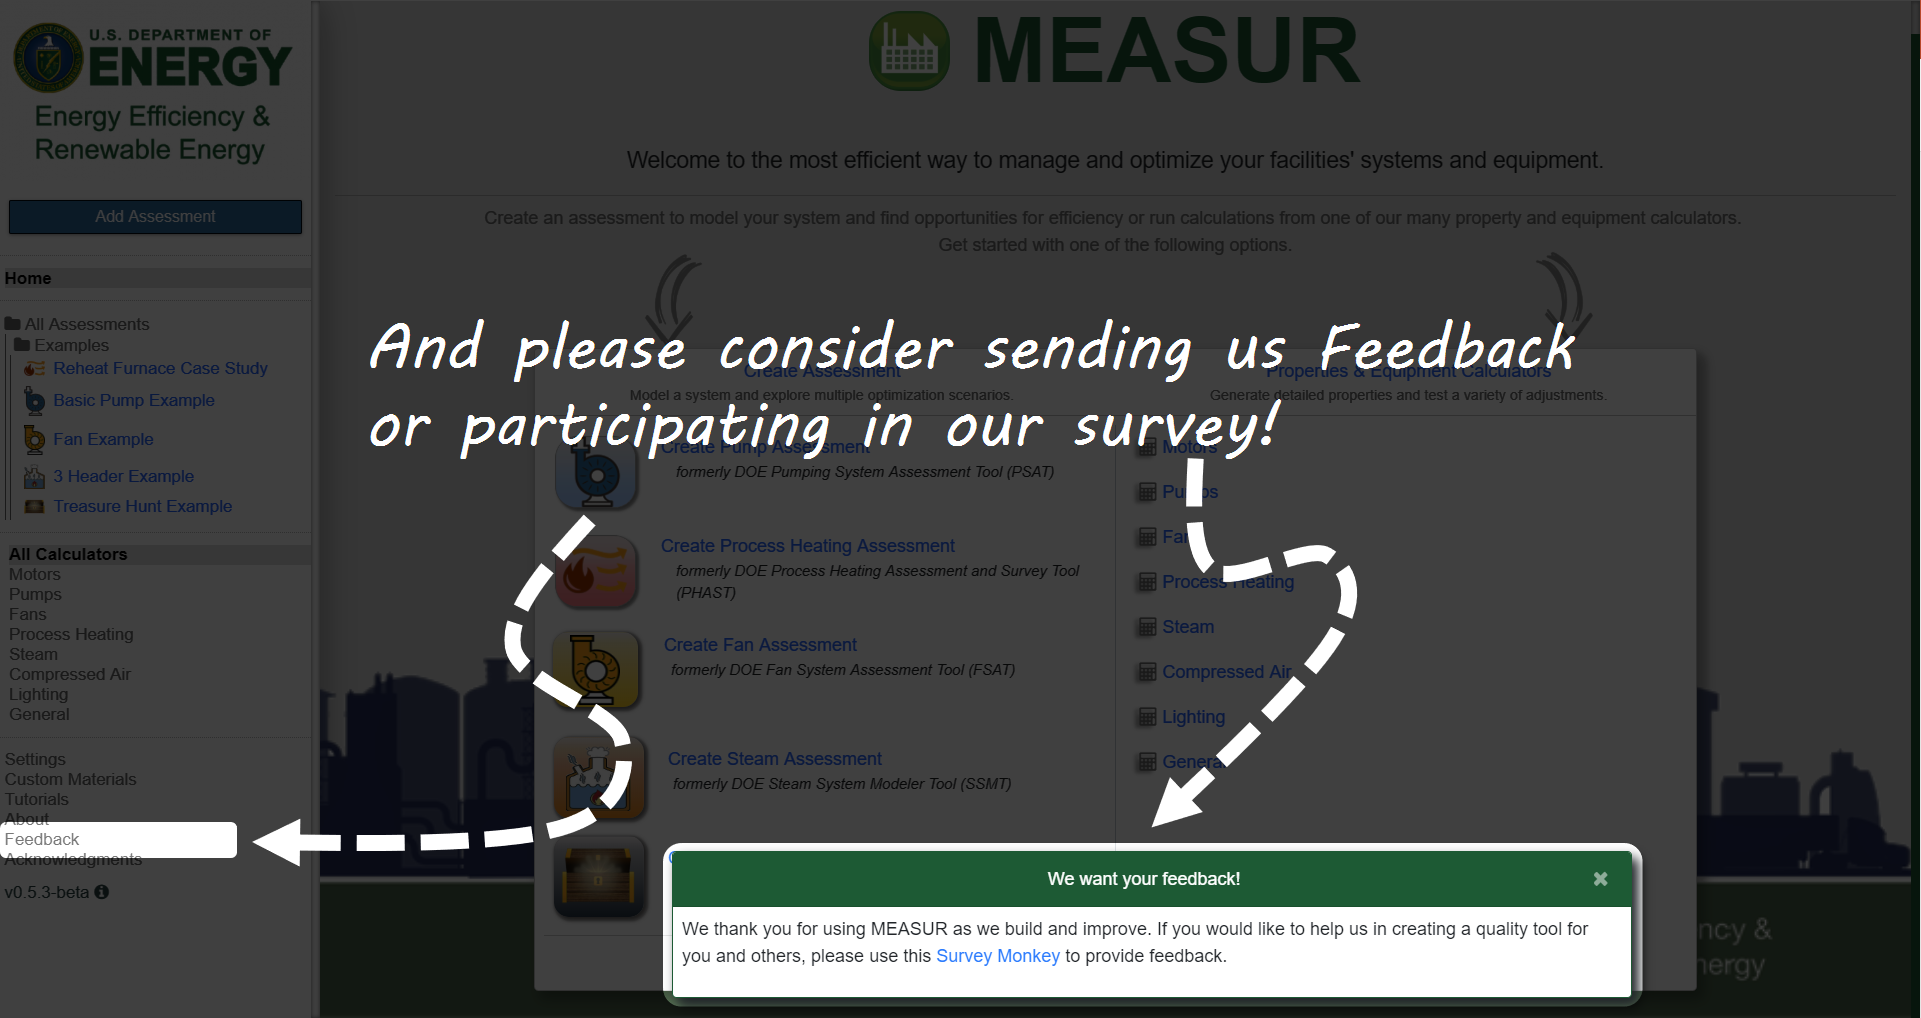 U.S. DEPARTMENT OF
ENERGY
Energy Efficiency &
Renewable Energy
Add Assessment
Home
All Assessments
Examples
Reheat Furnace Case Study
Basic Pump Example
Fan Example
3 Header Example
Treasure Hunt Example
All Calculators
Motors
Pumps
Fans
Process Heating
Steam
Compressed Air
Lighting
General
Settings
Custom Materials
Tutorials
About
Feedback
Acknowledgments
v0.5.3-beta
MEASUR
Welcome to the most efficient way to manage and optimize your facilities' systems and equipment.
Create an assessment to model your system and find opportunities for efficiency or run calculations from one of our many property and equipment calculators.
Get started with one of the following options.
And please consider sending us Feedback
or participating in our survey!
Create Assessment
Model a system and explore multiple optimization scenarios.
Create Pump Assessment
formerly DOE Pumping System Assessment Tool (PSAT)
Create Process Heating Assessment
formerly DOE Process Heating Assessment and Survey Tool
(PHAST)
Create Fan Assessment
formerly DOE Fan System Assessment Tool (FSAT)
Create Steam Assessment
formerly DOE Steam System Modeler Tool (SSMT)
Properties & Equipment Calculators
Generate detailed properties and test a variety of adjustments.
Motors
Pumps
Process Heating
Steam
Compressed Air
Lighting
General
We want your feedback!
We thank you for using MEASUR as we build and improve. If you would like to help us in creating a quality tool for
you and others, please use this Survey Monkey to provide feedback.